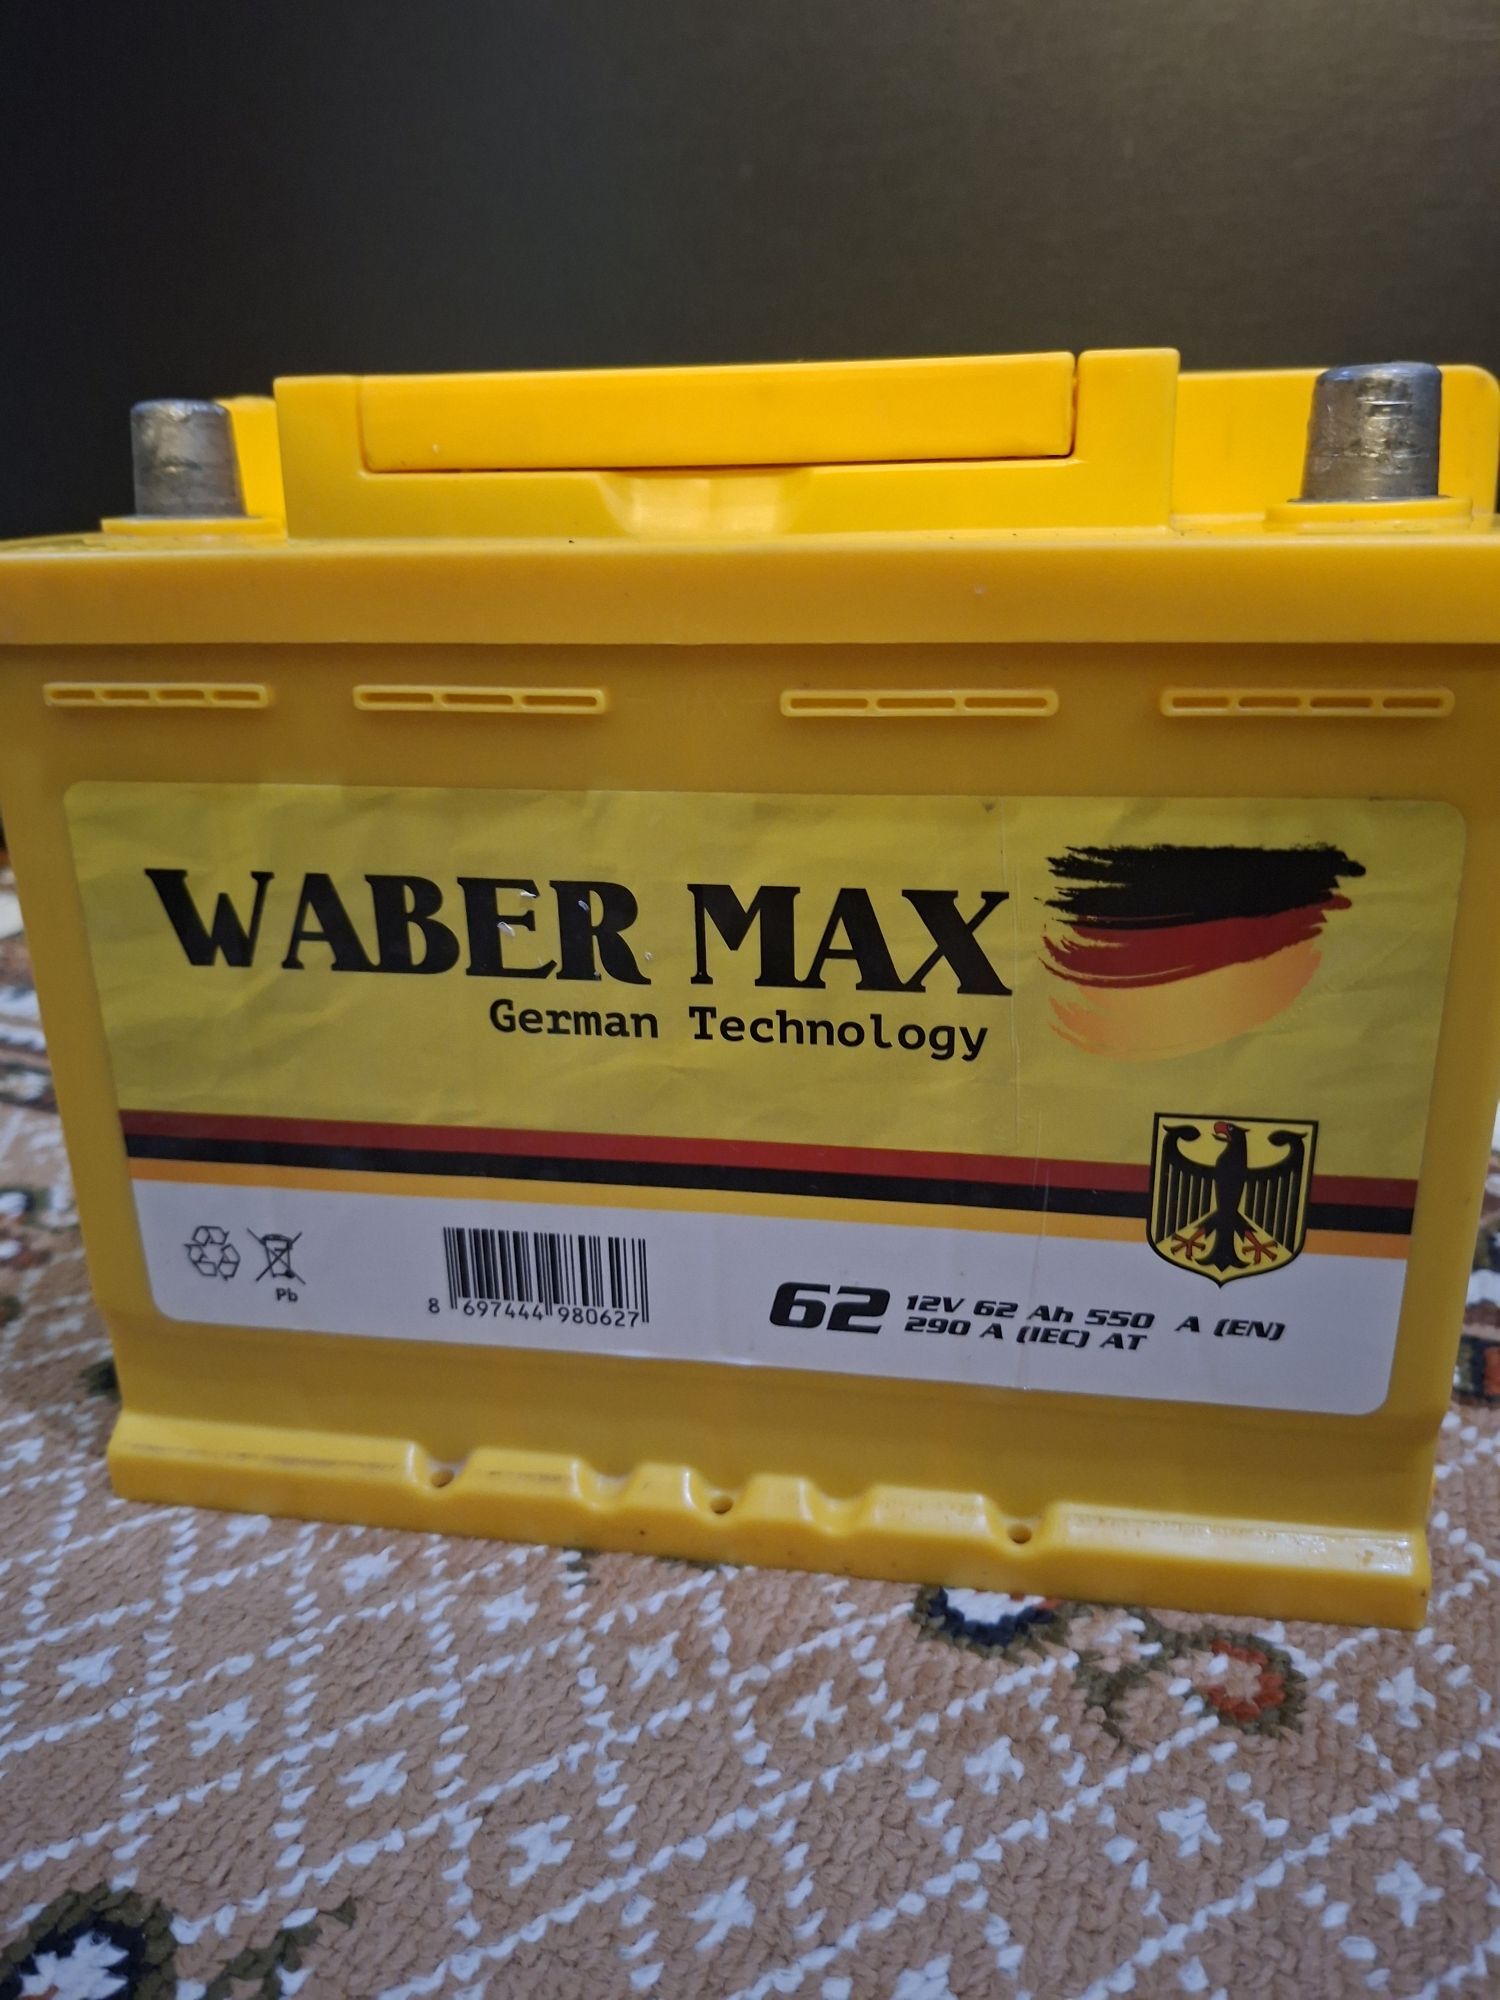 WABER MAX
German Technology
Pb
8 697444 980627
62 12V 62 Ah 550 A (EN)
290 A (IEC) AT